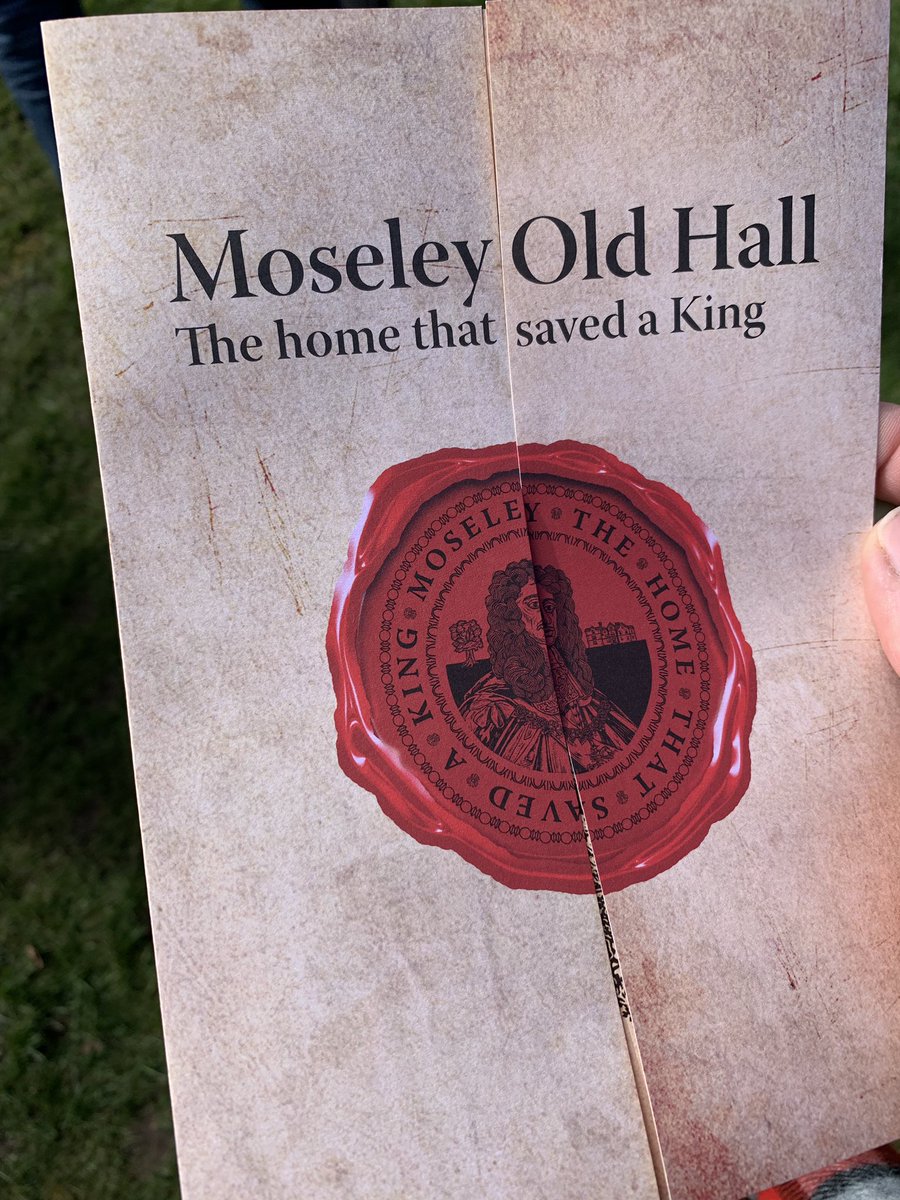 Moseley Old Hall
The home that saved a King
MOSELEY THE HOME THAT SAVED A KING